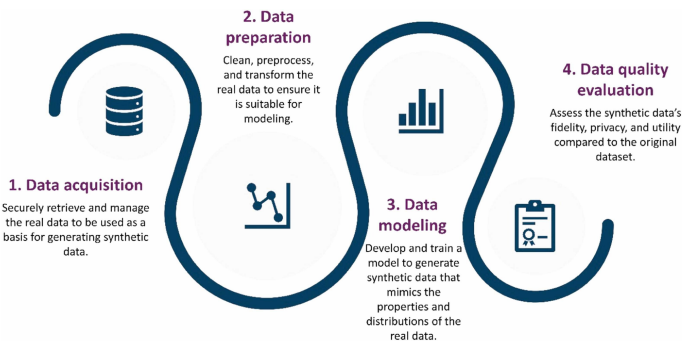 1. Data acquisition
Securely retrieve and manage
the real data to be used as a
basis for generating synthetic
data.
2. Data
preparation
Clean, preprocess,
and transform the
real data to ensure it
is suitable for
modeling.
3. Data
modeling
Develop and train a
model to generate
synthetic data that
mimics the
properties and
distributions of the
real data.
4. Data quality
evaluation
Assess the synthetic data's
fidelity, privacy, and utility
compared to the original
dataset.